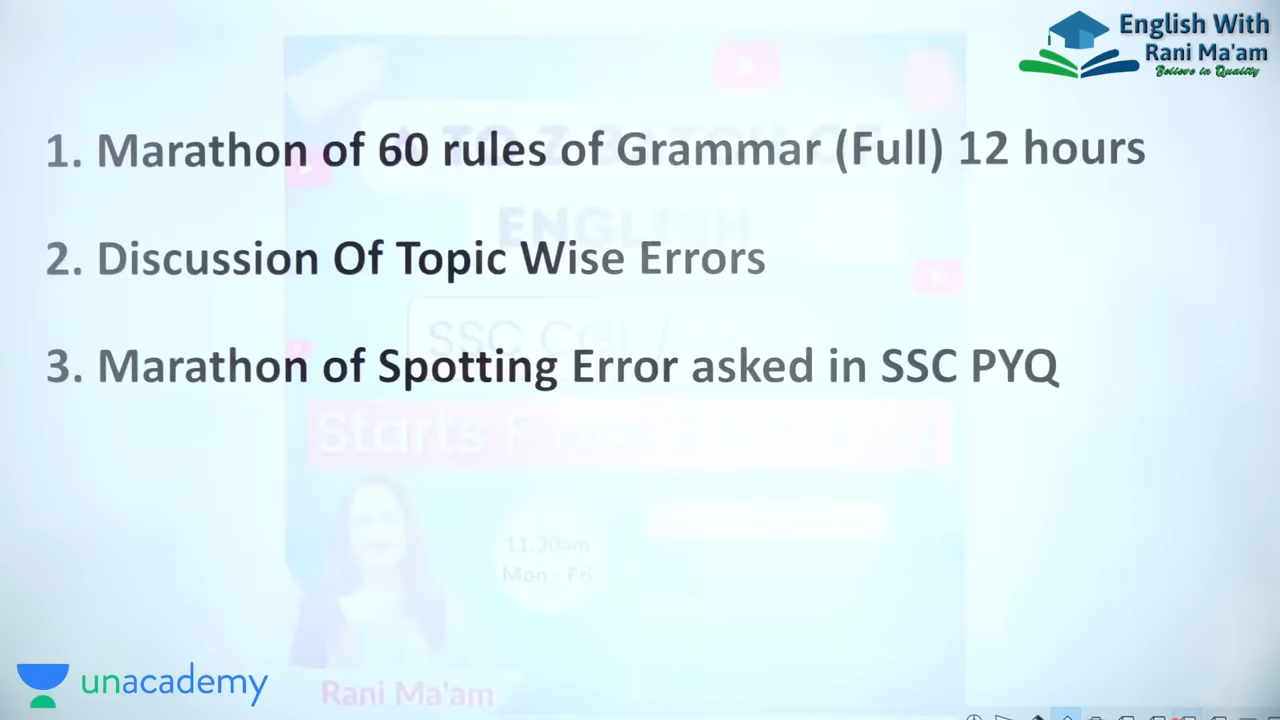 English With
Rani Ma'am
Believe in Quality
1. Marathon of 60 rules of Grammar (Full) 12 hours
ENGLISH
2. Discussion Of Topic Wise Errors
SSC CGL /
3. Marathon of Spotting Error asked in SSC PYQ
Starts
11.30am
Mon - Fri
unacademy
Rani Ma'am